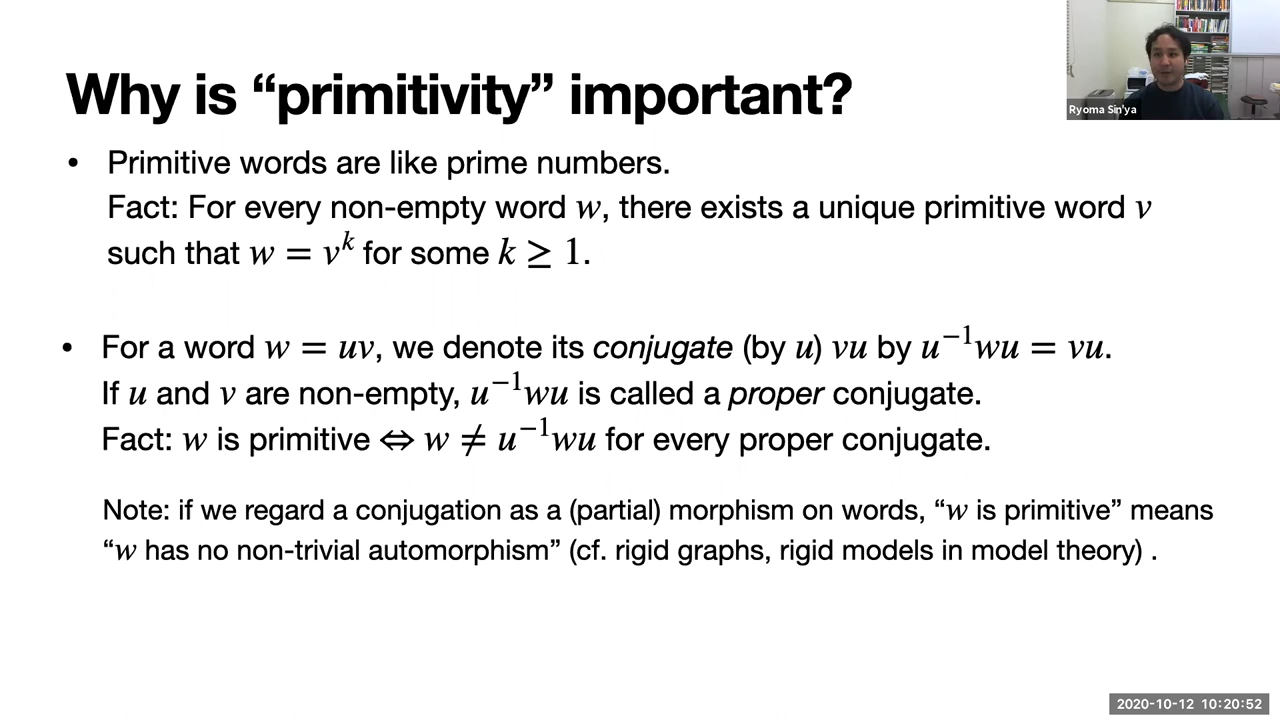 Why is “primitivity” important?
Ryoma Sin'ya
• Primitive words are like prime numbers.
Fact: For every non-empty word w, there exists a unique primitive word v
such that w = v^k for some k ≥ 1.
• For a word w = uv, we denote its conjugate (by u) vu by u⁻¹wu = vu.
If u and v are non-empty, u⁻¹wu is called a proper conjugate.
Fact: w is primitive ⇔ w ≠ u⁻¹wu for every proper conjugate.
Note: if we regard a conjugation as a (partial) morphism on words, “w is primitive” means
“w has no non-trivial automorphism” (cf. rigid graphs, rigid models in model theory) .
2020-10-12 10:20:52